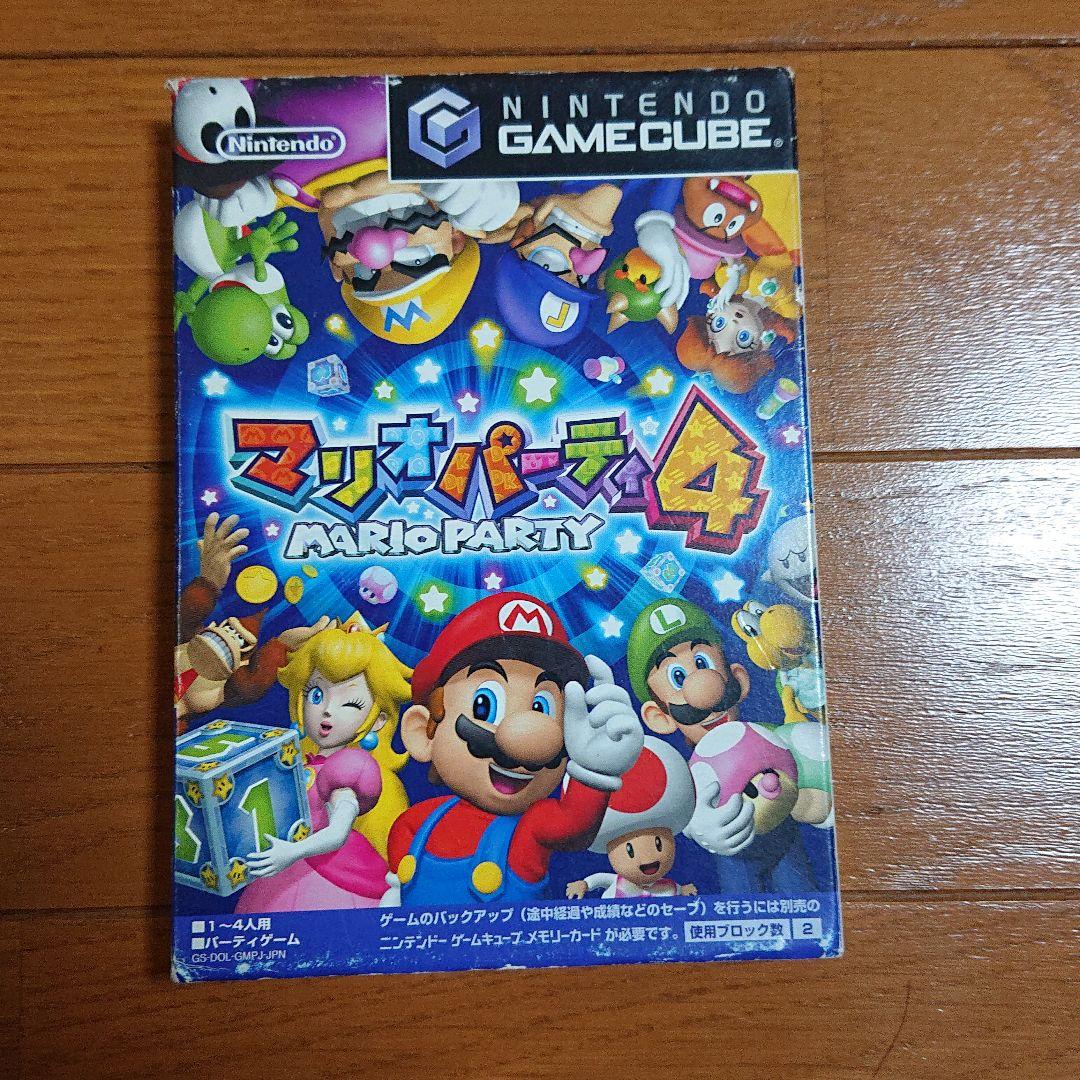 Nintendo
NINTENDO
GAMECUBE®
マリオパーティ4
MARIO PARTY
■1〜4人用
■パーティゲーム
GS-DOL-GMPJ-JPN
ゲームのバックアップ（途中経過や成績などのセーブ）を行うには別売の
ニンテンドーゲームキューブ メモリーカードが必要です。 使用ブロック数 2